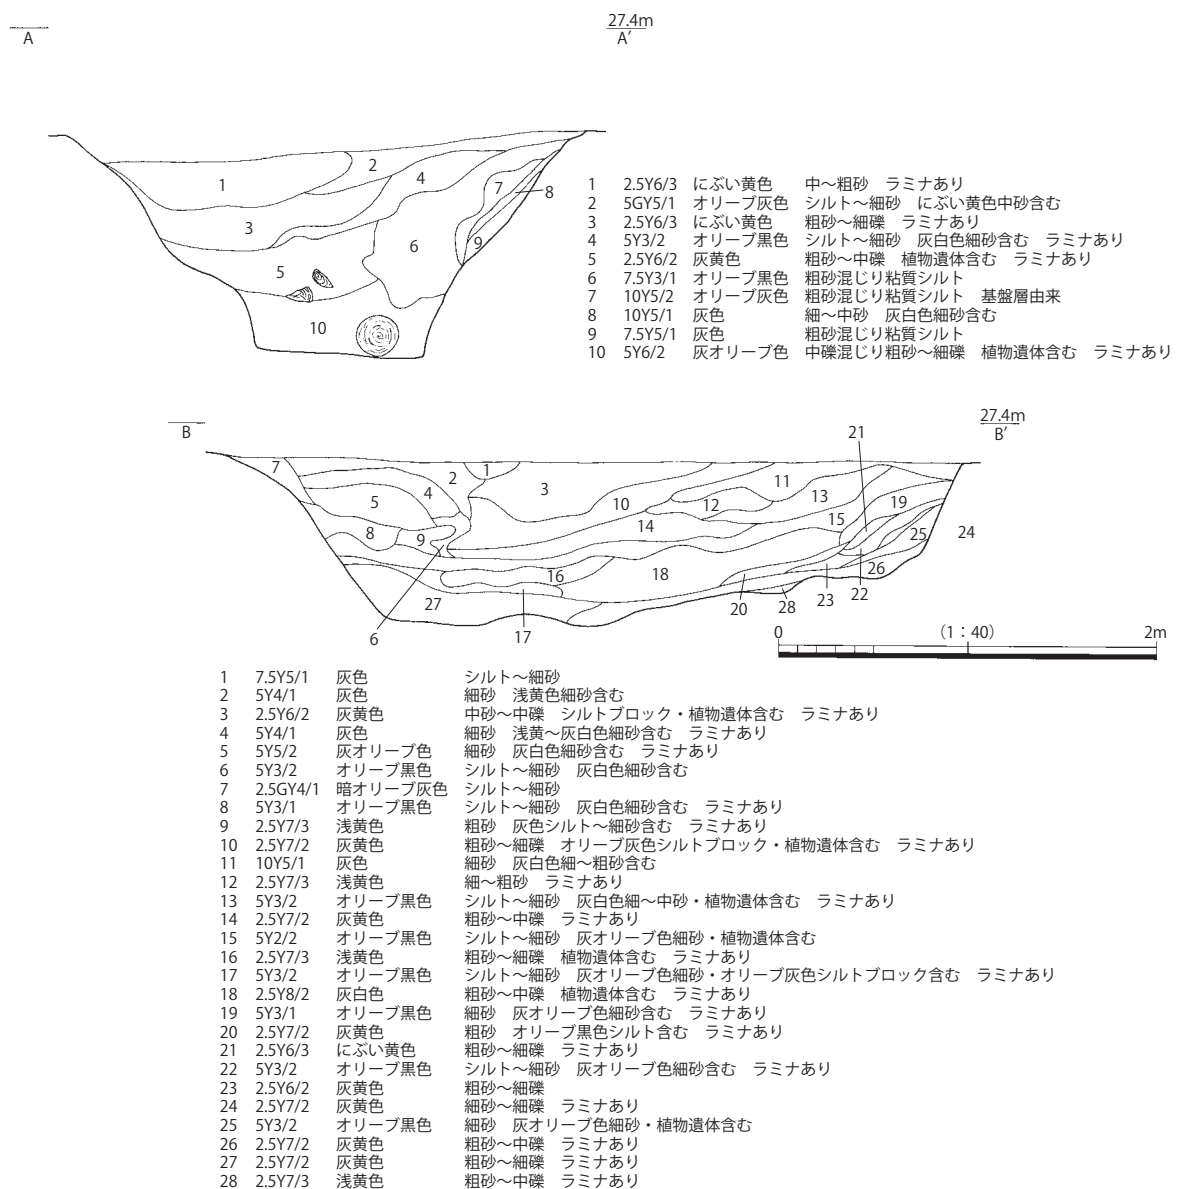 27.4m
A A′
1
2
3
4
5
6
7
8
9
10
1 2.5Y6/3 にぶい黄色 中～粗砂 ラミナあり
2 5GY5/1 オリーブ灰色 シルト～細砂 にぶい黄色中砂含む
3 2.5Y6/3 にぶい黄色 粗砂～細礫 ラミナあり
4 5Y3/2 オリーブ黒色 シルト～細砂 灰白色細砂含む ラミナあり
5 2.5Y6/2 灰黄色 粗砂～中礫 植物遺体含む ラミナあり
6 7.5Y3/1 オリーブ黒色 粗砂混じり粘質シルト
7 10Y5/2 オリーブ灰色 粗砂混じり粘質シルト 基盤層由来
8 10Y5/1 灰色 細～中砂 灰白色細砂含む
9 7.5Y5/1 灰色 粗砂混じり粘質シルト
10 5Y6/2 灰オリーブ色 中礫混じり粗砂～細礫 植物遺体含む ラミナあり
27.4m
B B′
21
7
1
2
3
4
5
11
10
12
13
19
15
14
8
9
25
24
16
18
26
27
20
28
23
22
6
17
0 （1：40） 2m
1 7.5Y5/1 灰色 シルト～細砂
2 5Y4/1 灰色 細砂 浅黄色細砂含む
3 2.5Y6/2 灰黄色 中砂～中礫 シルトブロック・植物遺体含む ラミナあり
4 5Y4/1 灰色 細砂 浅黄～灰白色細砂含む ラミナあり
5 5Y5/2 灰オリーブ色 細砂 灰白色細砂含む ラミナあり
6 5Y3/2 オリーブ黒色 シルト～細砂 灰白色細砂含む
7 2.5GY4/1 暗オリーブ灰色 シルト～細砂
8 5Y3/1 オリーブ黒色 シルト～細砂 灰白色細砂含む ラミナあり
9 2.5Y7/3 浅黄色 粗砂 灰色シルト～細砂含む ラミナあり
10 2.5Y7/2 灰黄色 粗砂～細礫 オリーブ灰色シルトブロック・植物遺体含む ラミナあり
11 10Y5/1 灰色 細砂 灰白色細～粗砂含む
12 2.5Y7/3 浅黄色 細～粗砂 ラミナあり
13 5Y3/2 オリーブ黒色 シルト～細砂 灰白色細～中砂・植物遺体含む ラミナあり
14 2.5Y7/2 灰黄色 粗砂～中礫 ラミナあり
15 5Y2/2 オリーブ黒色 シルト～細砂 灰オリーブ色細砂・植物遺体含む
16 2.5Y7/3 浅黄色 粗砂～細礫 植物遺体含む ラミナあり
17 5Y3/2 オリーブ黒色 シルト～細砂 灰オリーブ色細砂・オリーブ灰色シルトブロック含む ラミナあり
18 2.5Y8/2 灰白色 粗砂～中礫 植物遺体含む ラミナあり
19 5Y3/1 オリーブ黒色 細砂 灰オリーブ色細砂含む ラミナあり
20 2.5Y7/2 灰黄色 粗砂 オリーブ黒色シルト含む ラミナあり
21 2.5Y6/3 にぶい黄色 粗砂～細礫 ラミナあり
22 5Y3/2 オリーブ黒色 シルト～細砂 灰オリーブ色細砂含む ラミナあり
23 2.5Y6/2 灰黄色 粗砂～細礫
24 2.5Y7/2 灰黄色 細砂～細礫 ラミナあり
25 5Y3/2 オリーブ黒色 細砂 灰オリーブ色細砂・植物遺体含む
26 2.5Y7/2 灰黄色 粗砂～中礫 ラミナあり
27 2.5Y7/2 灰黄色 粗砂～細礫 ラミナあり
28 2.5Y7/3 浅黄色 粗砂～中礫 ラミナあり